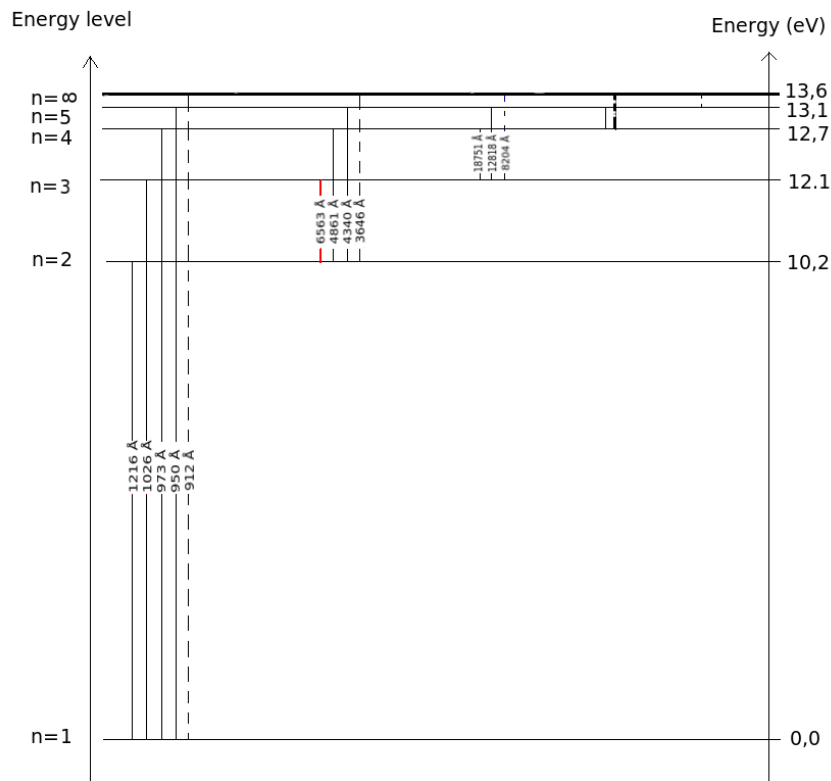 Energy level
Energy (eV)
n=∞
13,6
n=5
13,1
n=4
12,7
n=3
12.1
n=2
10,2
n=1
0,0
1216 Å
1026 Å
973 Å
950 Å
912 Å
6563 Å
4861 Å
4340 Å
3646 Å
18751 Å
12818 Å
8204 Å